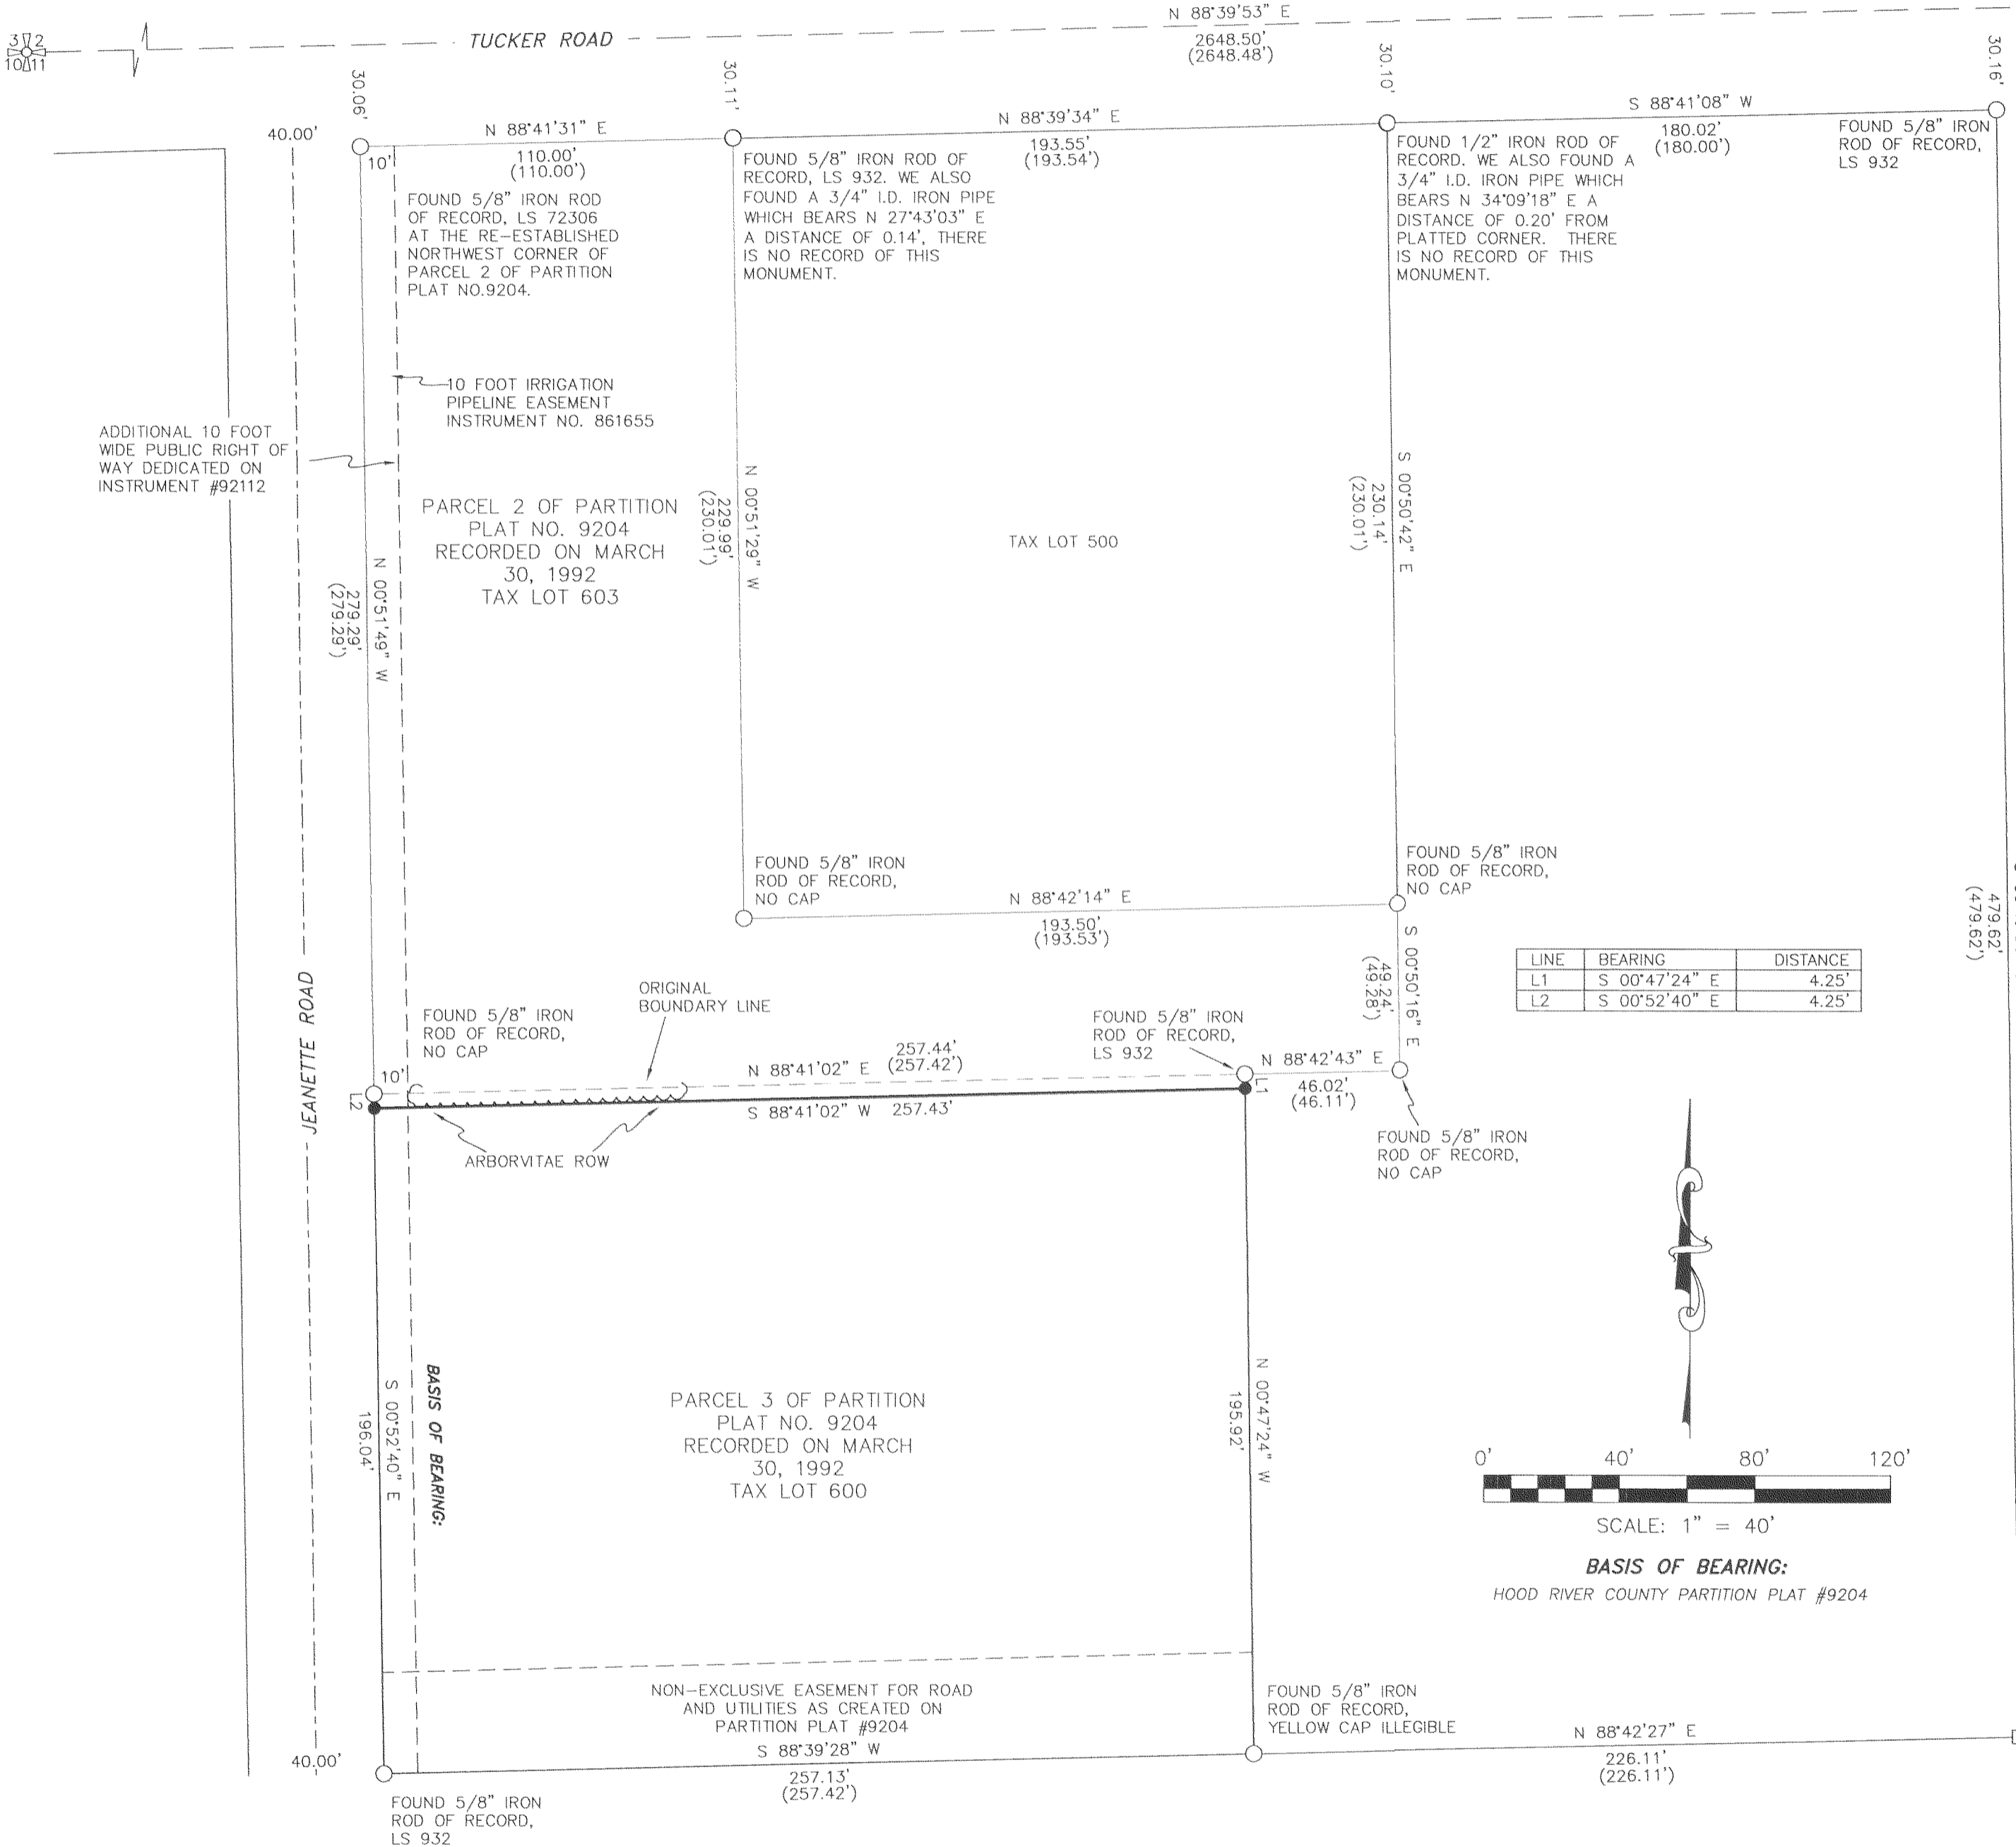 N 88°39'53" E
3 2
10 11
TUCKER ROAD
2648.50'
(2648.48')
30.06'
30.11'
30.10'
30.16'
40.00'
10'
N 88°41'31" E
110.00'
(110.00')
N 88°39'34" E
193.55'
(193.54')
S 88°41'08" W
180.02'
(180.00')
FOUND 5/8" IRON
ROD OF RECORD,
LS 932
FOUND 5/8" IRON ROD
OF RECORD, LS 72306
AT THE RE-ESTABLISHED
NORTHWEST CORNER OF
PARCEL 2 OF PARTITION
PLAT NO.9204.
FOUND 5/8" IRON ROD OF
RECORD, LS 932. WE ALSO
FOUND A 3/4" I.D. IRON PIPE
WHICH BEARS N 27°43'03" E
A DISTANCE OF 0.14', THERE
IS NO RECORD OF THIS
MONUMENT.
FOUND 1/2" IRON ROD OF
RECORD. WE ALSO FOUND A
3/4" I.D. IRON PIPE WHICH
BEARS N 34°09'18" E A
DISTANCE OF 0.20' FROM
PLATTED CORNER. THERE
IS NO RECORD OF THIS
MONUMENT.
10 FOOT IRRIGATION
PIPELINE EASEMENT
INSTRUMENT NO. 861655
ADDITIONAL 10 FOOT
WIDE PUBLIC RIGHT OF
WAY DEDICATED ON
INSTRUMENT #92112
PARCEL 2 OF PARTITION
PLAT NO. 9204
RECORDED ON MARCH
30, 1992
TAX LOT 603
N 00°51'49" W
279.29'
(279.29')
N 00°51'29" W
229.99'
(230.01')
TAX LOT 500
S 00°50'42" E
230.14'
(230.01')
479.62'
(479.62')
FOUND 5/8" IRON
ROD OF RECORD,
NO CAP
N 88°42'14" E
193.50'
(193.53')
FOUND 5/8" IRON
ROD OF RECORD,
NO CAP
S 00°50'16" E
49.24'
(49.28')
LINE BEARING DISTANCE
L1 S 00°47'24" E 4.25'
L2 S 00°52'40" E 4.25'
JEANETTE ROAD
FOUND 5/8" IRON
ROD OF RECORD,
NO CAP
ORIGINAL
BOUNDARY LINE
FOUND 5/8" IRON
ROD OF RECORD,
LS 932
10'
L2
N 88°41'02" E
257.44'
(257.42')
S 88°41'02" W 257.43'
L1
N 88°42'43" E
46.02'
(46.11')
ARBORVITAE ROW
FOUND 5/8" IRON
ROD OF RECORD,
NO CAP
S 00°52'40" E
196.04'
BASIS OF BEARING:
PARCEL 3 OF PARTITION
PLAT NO. 9204
RECORDED ON MARCH
30, 1992
TAX LOT 600
N 00°47'24" W
195.92'
0' 40' 80' 120'
SCALE: 1" = 40'
BASIS OF BEARING:
HOOD RIVER COUNTY PARTITION PLAT #9204
NON-EXCLUSIVE EASEMENT FOR ROAD
AND UTILITIES AS CREATED ON
PARTITION PLAT #9204
S 88°39'28" W
257.13'
(257.42')
FOUND 5/8" IRON
ROD OF RECORD,
YELLOW CAP ILLEGIBLE
N 88°42'27" E
226.11'
(226.11')
40.00'
FOUND 5/8" IRON
ROD OF RECORD,
LS 932